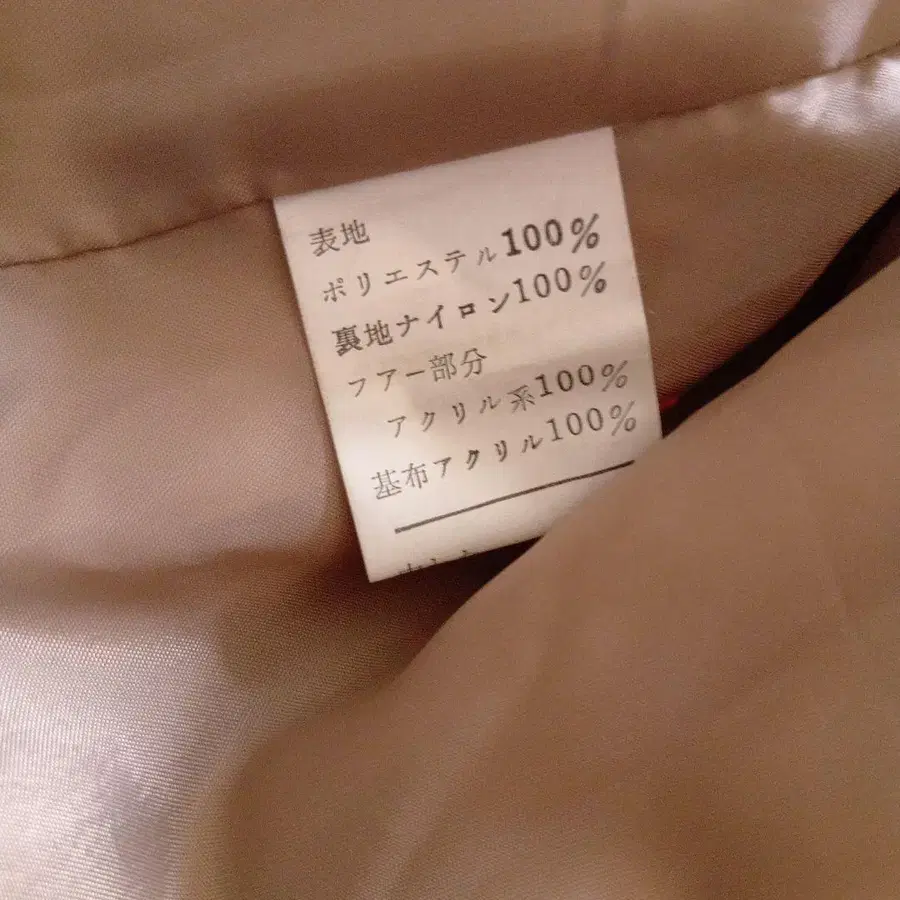 表地
ポリエステル100%
裏地ナイロン100%
フアー部分
アクリル系100%
基布アクリル100%